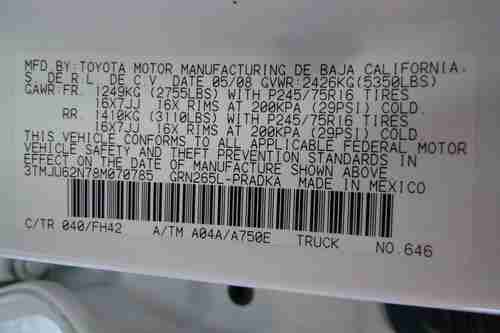 MFD.BY:TOYOTA MOTOR MANUFACTURING DE BAJA CALIFORNIA.
S. DE R.L. DE C.V. DATE 05/08 GVWR:2426KG(5350LBS)
GAWR:FR. 1249KG (2755LBS) WITH P245/75R16 TIRES
16X7JJ 16X RIMS AT 200KPA (29PSI) COLD.
RR: 1410KG (3110LBS) WITH P245/75R16 TIRES
16X7JJ 16X RIMS AT 200KPA (29PSI) COLD.
THIS VEHICLE CONFORMS TO ALL APPLICABLE FEDERAL MOTOR
VEHICLE SAFETY AND THEFT PREVENTION STANDARDS IN
EFFECT ON THE DATE OF MANUFACTURE SHOWN ABOVE.
3TMJU62N78M070785 GRN265L-PRADKA MADE IN MEXICO
C/TR 040/FH42 A/TM A04A/A750E TRUCK NO.646